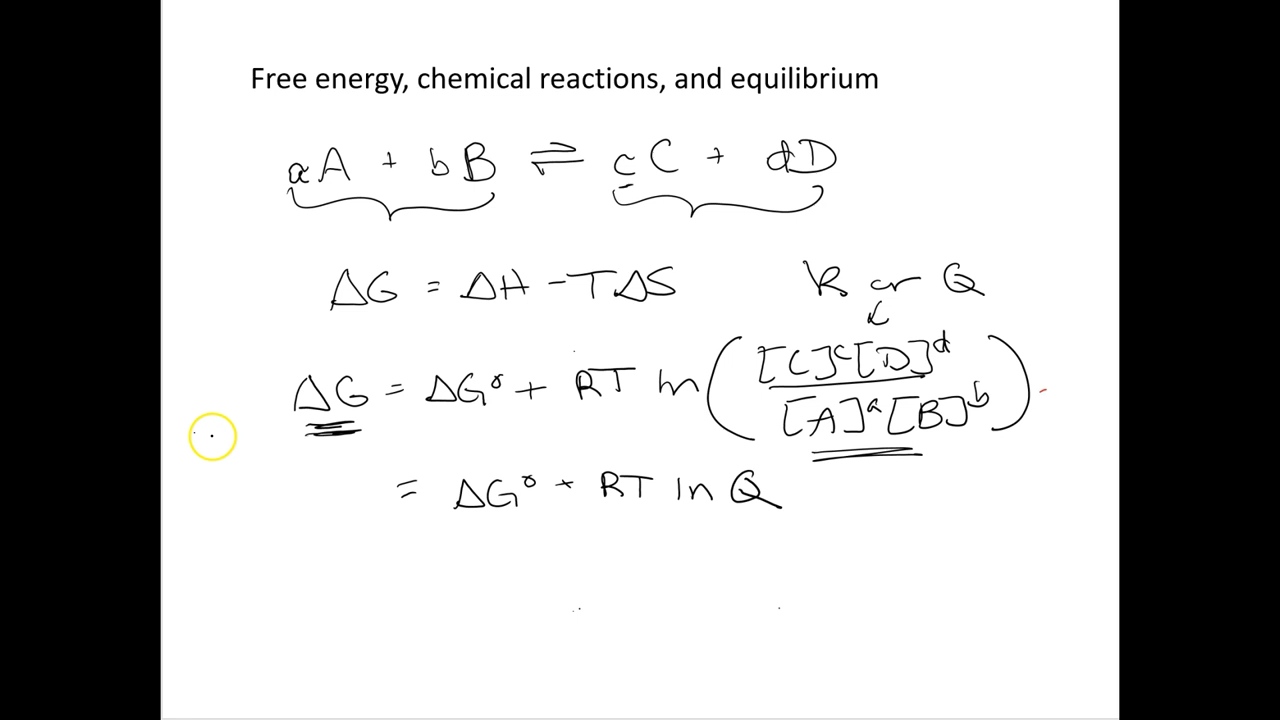 Free energy, chemical reactions, and equilibrium
aA + bB ⇌ cC + dD
ΔG = ΔH - TΔS
K or Q
ΔG = ΔG° + RT ln ([C]ᶜ[D]ᵈ / [A]ᵃ[B]ᵇ)
= ΔG° + RT ln Q